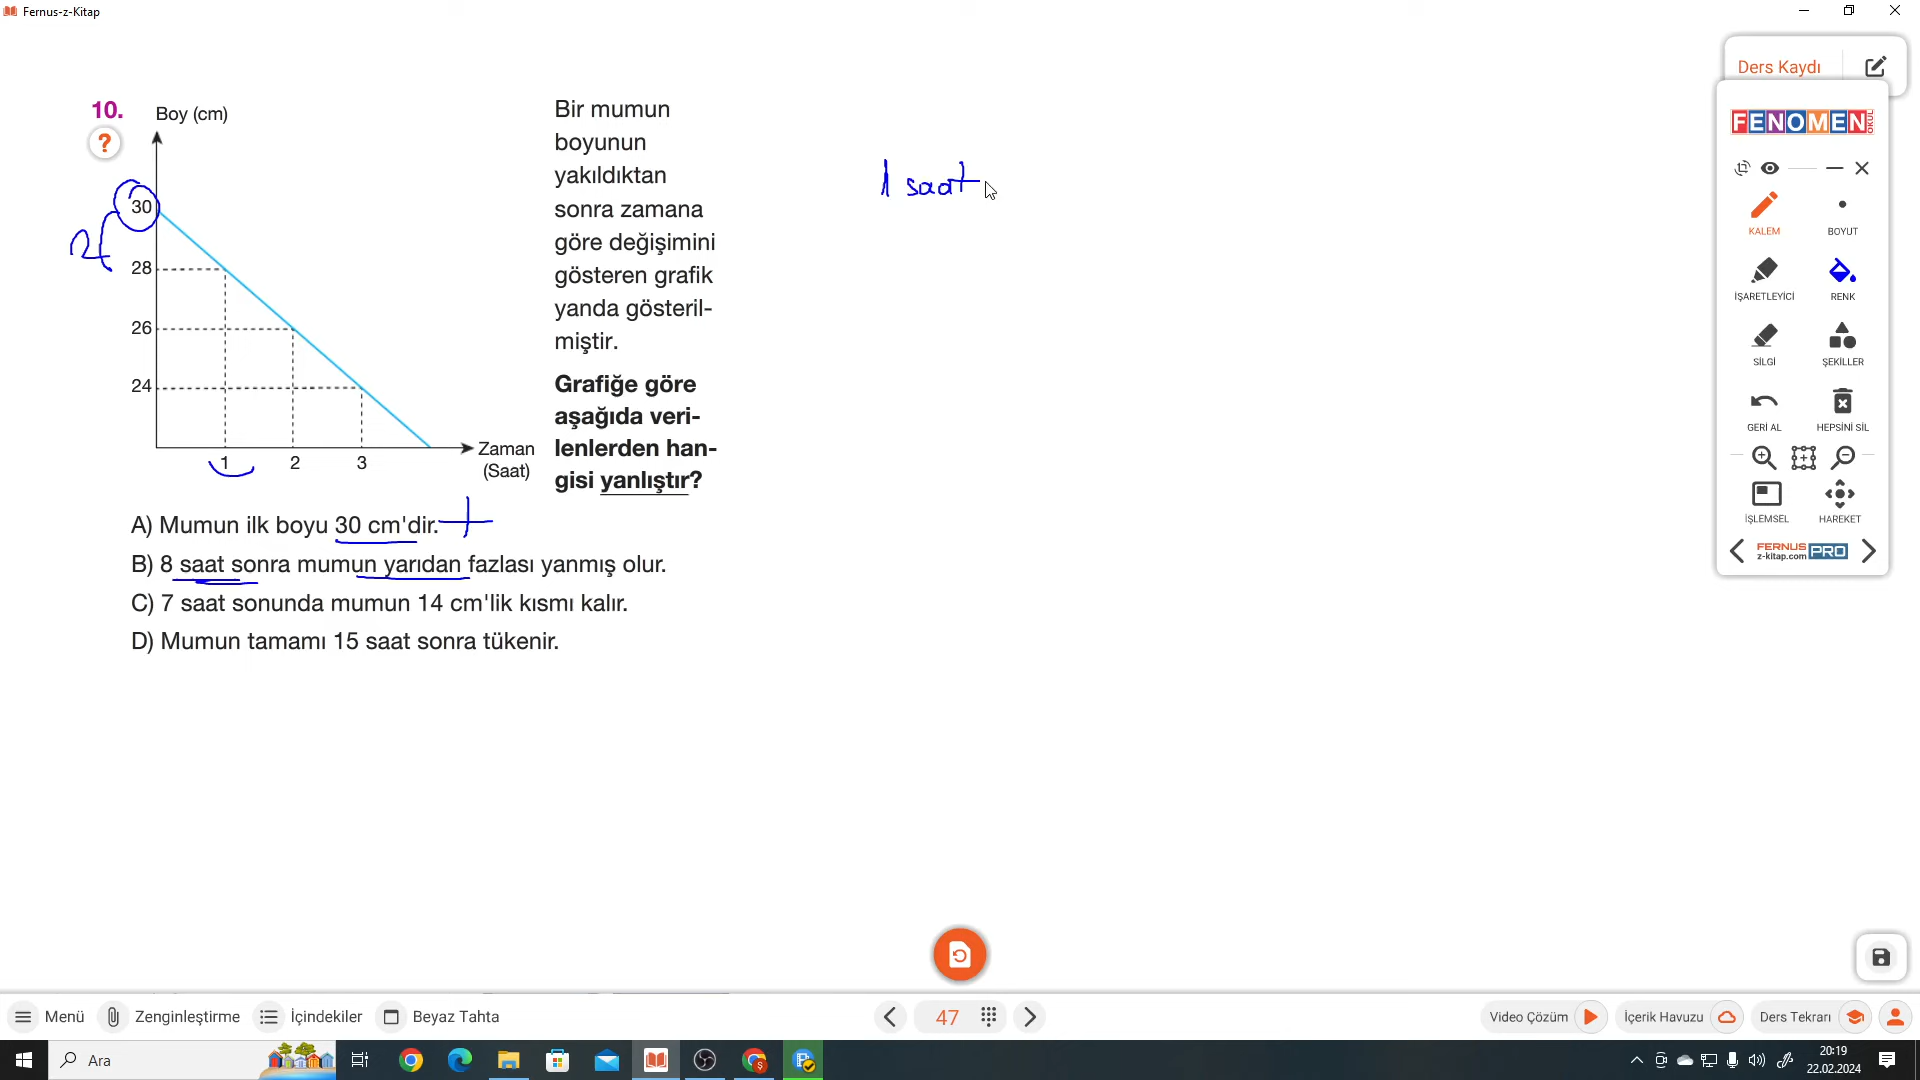 Fernus-z-Kitap
Ders Kaydı
10.
?
Boy (cm)
30
28
26
24
1
2
3
Zaman
(Saat)
2
Bir mumun
boyunun
yakıldıktan
sonra zamana
göre değişimini
gösteren grafik
yanda gösteril-
miştir.
Grafiğe göre
aşağıda veri-
lenlerden han-
gisi yanlıştır?
1 saat
A) Mumun ilk boyu 30 cm'dir.
B) 8 saat sonra mumun yarıdan fazlası yanmış olur.
C) 7 saat sonunda mumun 14 cm'lik kısmı kalır.
D) Mumun tamamı 15 saat sonra tükenir.
FENOMEN OKUL
KALEM
BOYUT
İŞARETLEYİCİ
RENK
SİLGİ
ŞEKİLLER
GERİ AL
HEPSİNİ SİL
İŞLEMSEL
HAREKET
FERNUS PRO
z-kitap.com
Menü
Zenginleştirme
İçindekiler
Beyaz Tahta
47
Video Çözüm
İçerik Havuzu
Ders Tekrarı
Ara
20:19
22.02.2024